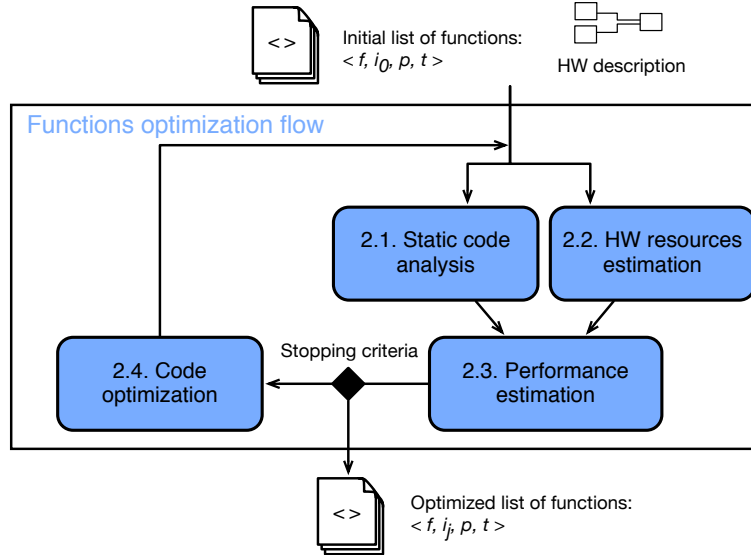 Initial list of functions:
< f, i0, p, t >
HW description
Functions optimization flow
2.1. Static code
analysis
2.2. HW resources
estimation
Stopping criteria
2.4. Code
optimization
2.3. Performance
estimation
Optimized list of functions:
< f, ij, p, t >
< >
< >